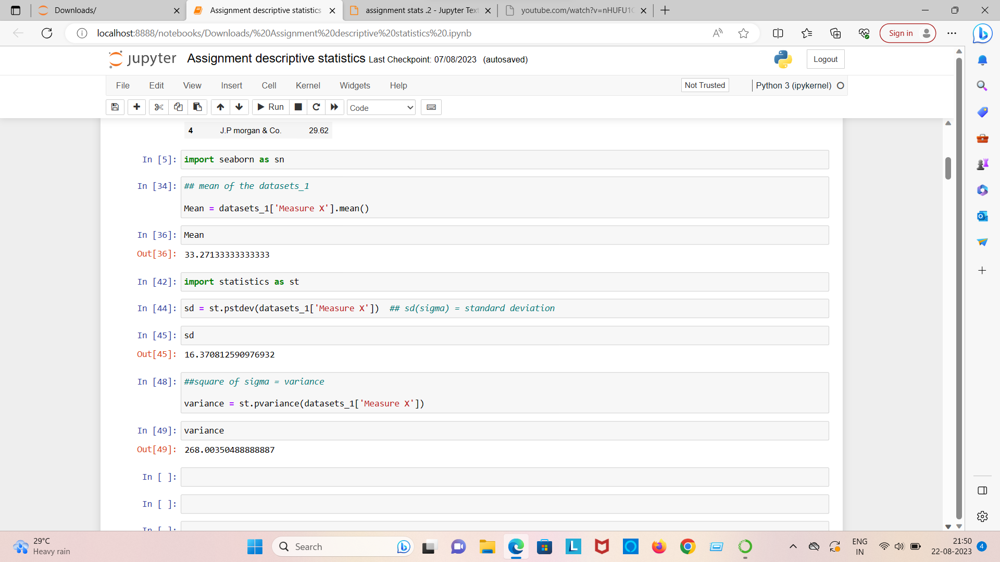 Downloads/
Assignment descriptive statistics
assignment stats .2 - Jupyter Text
youtube.com/watch?v=nHUFU1C
localhost:8888/notebooks/Downloads/%20Assignment%20descriptive%20statistics%20.ipynb
Sign in
jupyter Assignment descriptive statistics Last Checkpoint: 07/08/2023 (autosaved)
Logout
File Edit View Insert Cell Kernel Widgets Help
Not Trusted
Python 3 (ipykernel)
Run
Code
4 J.P morgan & Co. 29.62
In [5]: import seaborn as sn
In [34]: ## mean of the datasets_1
Mean = datasets_1['Measure X'].mean()
In [36]: Mean
Out[36]: 33.27133333333333
In [42]: import statistics as st
In [44]: sd = st.pstdev(datasets_1['Measure X']) ## sd(sigma) = standard deviation
In [45]: sd
Out[45]: 16.370812590976932
In [48]: ##square of sigma = variance
variance = st.pvariance(datasets_1['Measure X'])
In [49]: variance
Out[49]: 268.00350488888887
In [ ]:
In [ ]:
In [ ]:
29°C
Heavy rain
Search
ENG
IN
21:50
22-08-2023
4